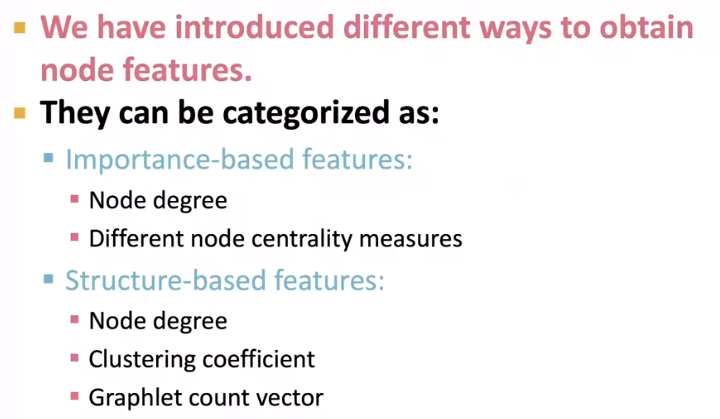 We have introduced different ways to obtain
node features.
They can be categorized as:
Importance-based features:
Node degree
Different node centrality measures
Structure-based features:
Node degree
Clustering coefficient
Graphlet count vector